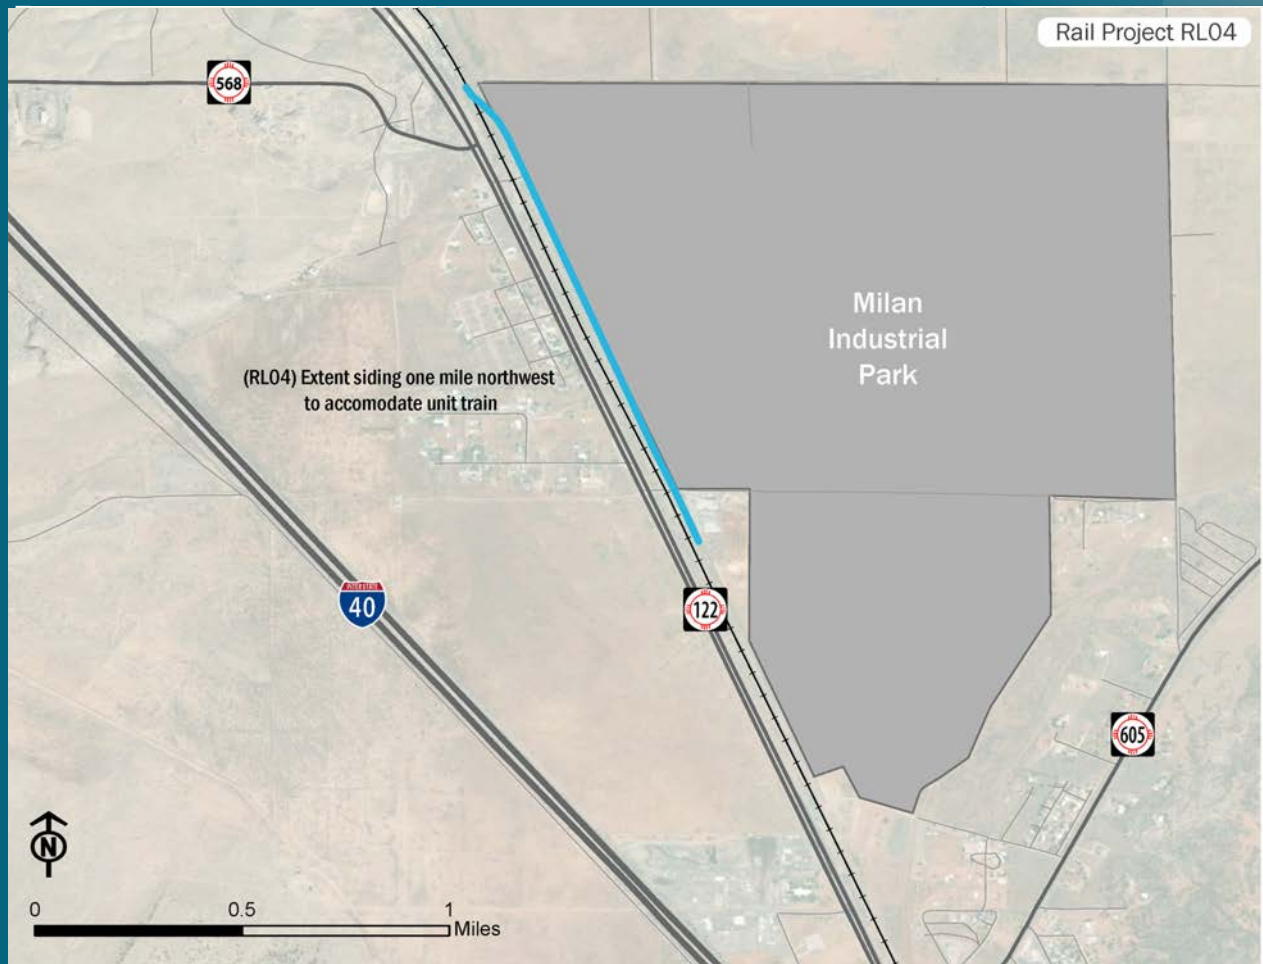 Rail Project RL04
568
Milan
Industrial
Park
(RL04) Extent siding one mile northwest
to accomodate unit train
INTERSTATE
40
122
605
N
0 0.5 1
Miles